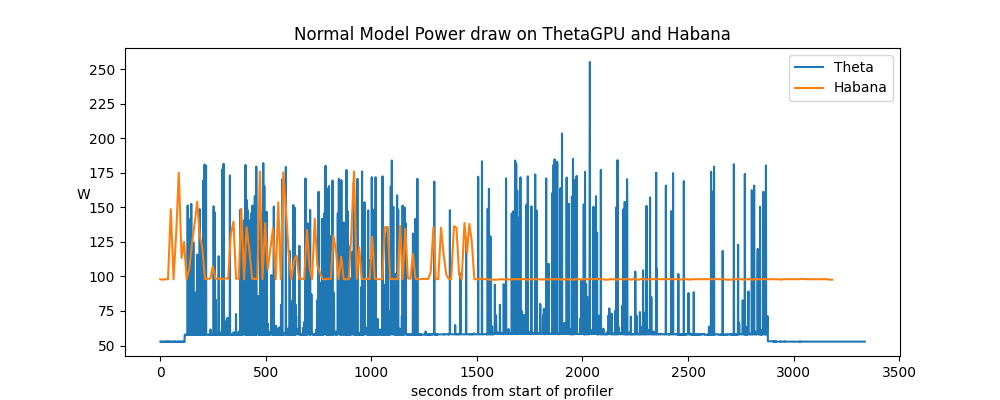 Normal Model Power draw on ThetaGPU and Habana
Theta
Habana
W
250
225
200
175
150
125
100
75
50
0 500 1000 1500 2000 2500 3000 3500
seconds from start of profiler